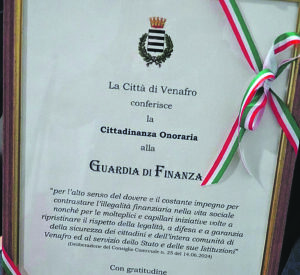 La Città di Venafro
conferisce
la
Cittadinanza Onoraria
alla
GUARDIA DI FINANZA
"per l'alto senso del dovere e il costante impegno per
contrastare l'illegalità finanziaria nella vita sociale
nonché per le molteplici e capillari iniziative volte a
ripristinare il rispetto della legalità, a difesa e a garanzia
della sicurezza dei cittadini e dell'intera comunità di
Venafro ed al servizio dello Stato e delle sue Istituzioni"
(Deliberazione del Consiglio Comunale n. 25 del 14.06.2024)
Con gratitudine